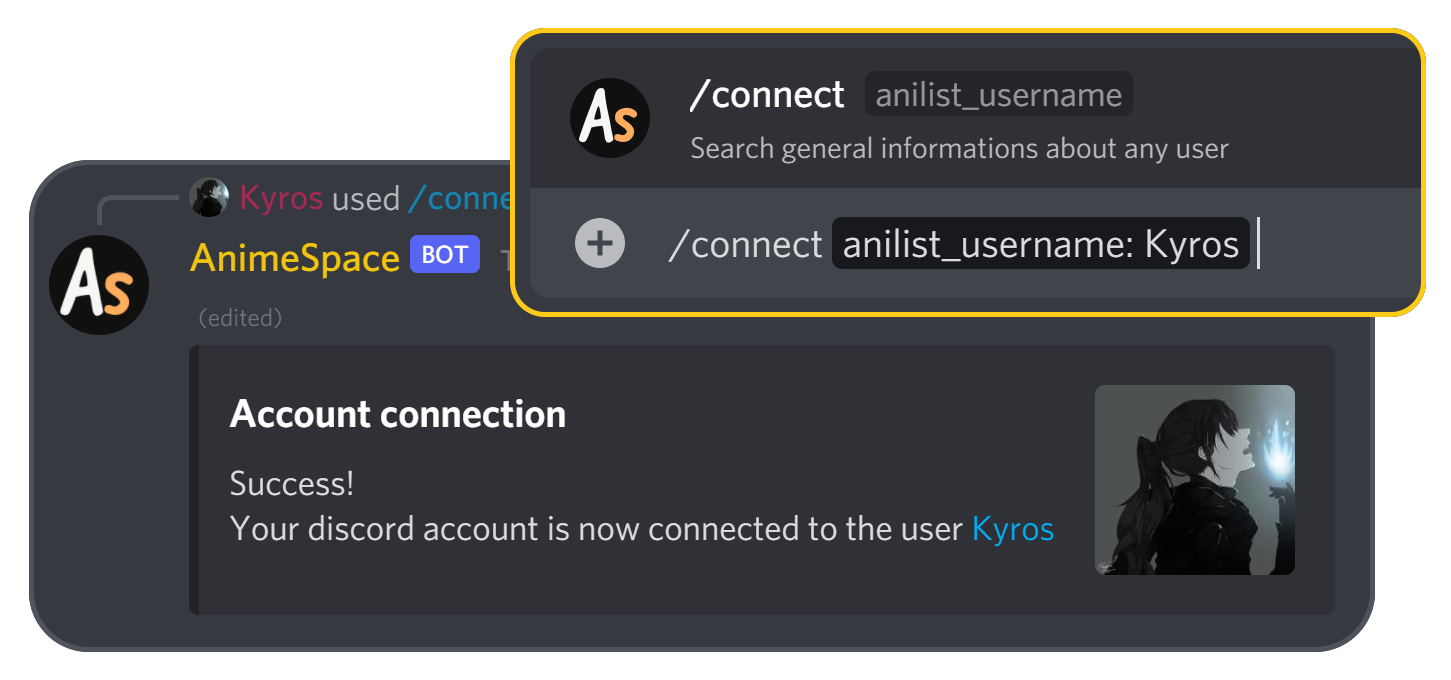 As
/connect anilist_username
Search general informations about any user
/connect anilist_username: Kyros
Kyros used /conne
As
AnimeSpace BOT T
(edited)
Account connection
Success!
Your discord account is now connected to the user Kyros